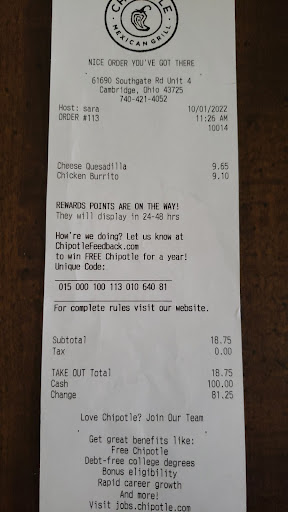 CHIPOTLE
MEXICAN GRILL
NICE ORDER YOU'VE GOT THERE
61690 Southgate Rd Unit 4
Cambridge, Ohio 43725
740-421-4052
Host: sara 10/01/2022
ORDER #113 11:26 AM
10014
Cheese Quesadilla 9.65
Chicken Burrito 9.10
REWARDS POINTS ARE ON THE WAY!
They will display in 24-48 hrs
How're we doing? Let us know at
ChipotleFeedback.com
to win FREE Chipotle for a year!
Unique Code:
015 000 100 113 010 640 81
For complete rules visit our website.
Subtotal 18.75
Tax 0.00
TAKE OUT Total 18.75
Cash 100.00
Change 81.25
Love Chipotle? Join Our Team
Get great benefits like:
Free Chipotle
Debt-free college degrees
Bonus eligibility
Rapid career growth
And more!
Visit jobs.chipotle.com